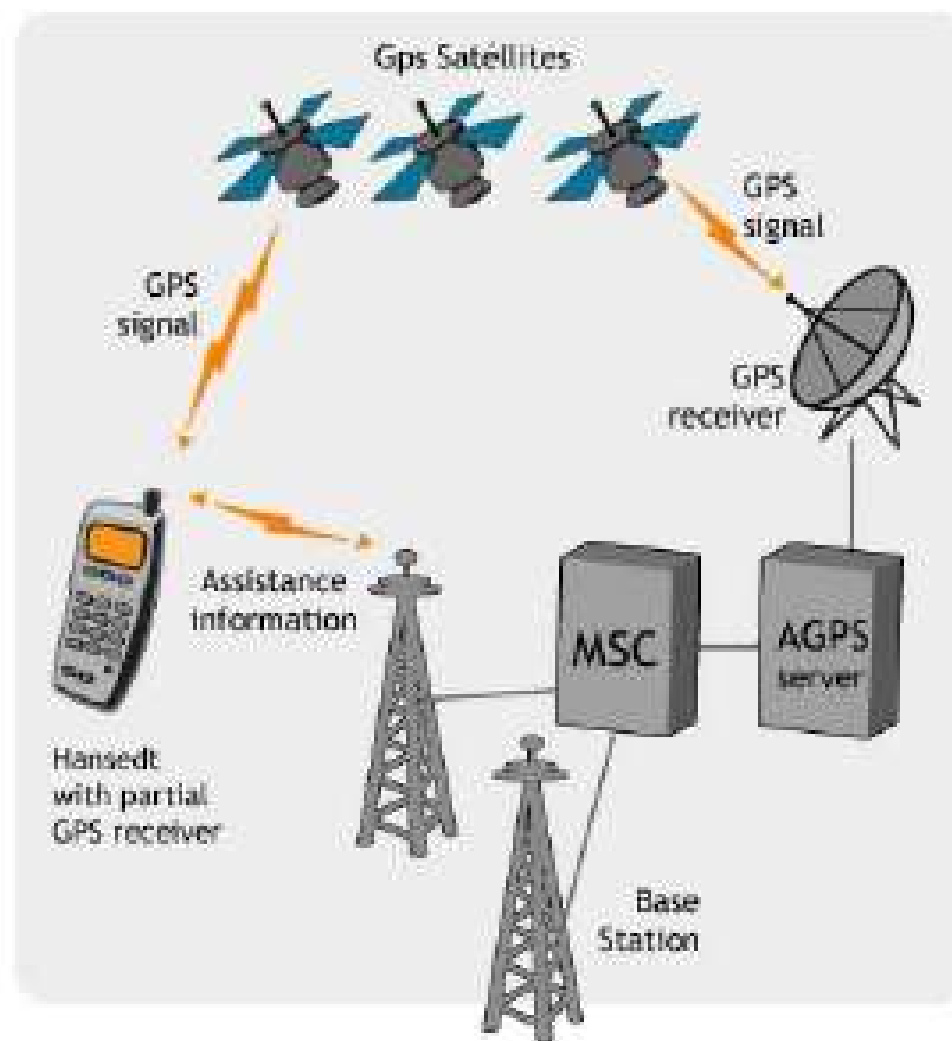 Gps Satéllites
GPS
signal
GPS
signal
GPS
receiver
Assistance
information
MSC
AGPS
server
Hansedt
with partial
GPS receiver
Base
Station